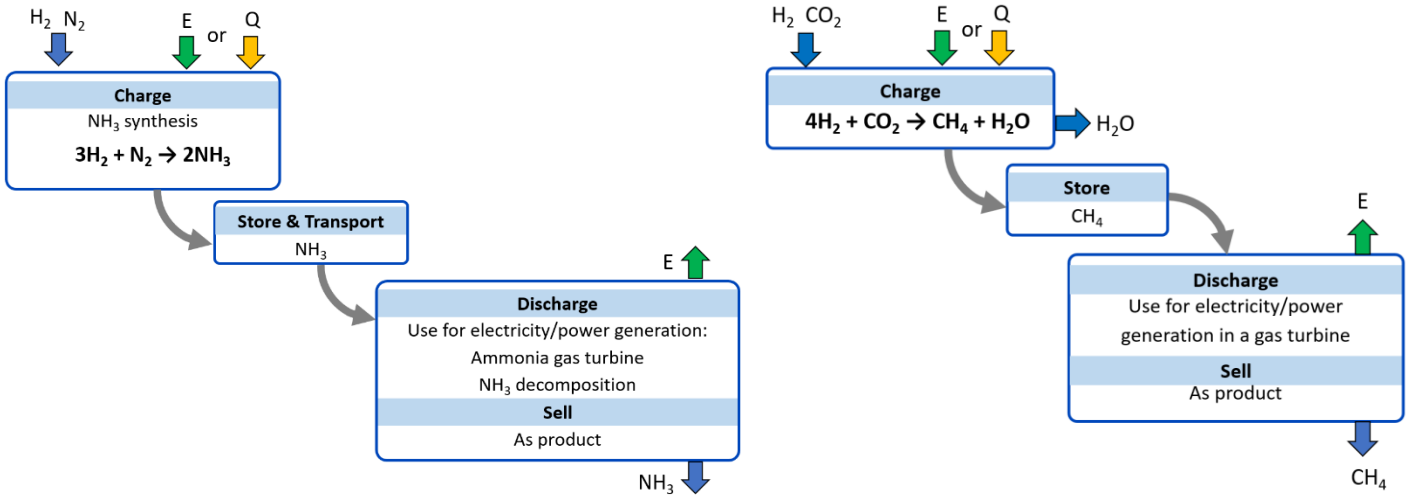 H₂ N₂
E or Q
Charge
NH₃ synthesis
3H₂ + N₂ → 2NH₃
Store & Transport
NH₃
E
Discharge
Use for electricity/power generation:
Ammonia gas turbine
NH₃ decomposition
Sell
As product
NH₃
H₂ CO₂
E or Q
Charge
4H₂ + CO₂ → CH₄ + H₂O
H₂O
Store
CH₄
E
Discharge
Use for electricity/power
generation in a gas turbine
Sell
As product
CH₄